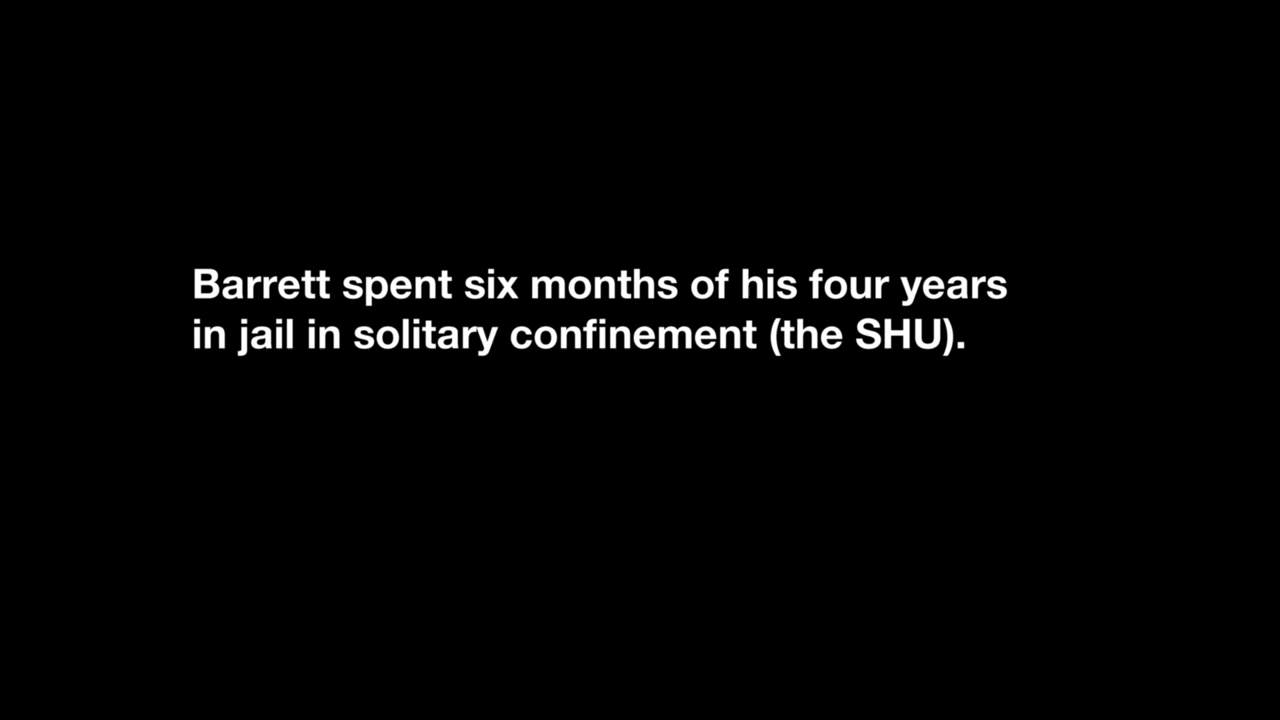 Barrett spent six months of his four years
in jail in solitary confinement (the SHU).